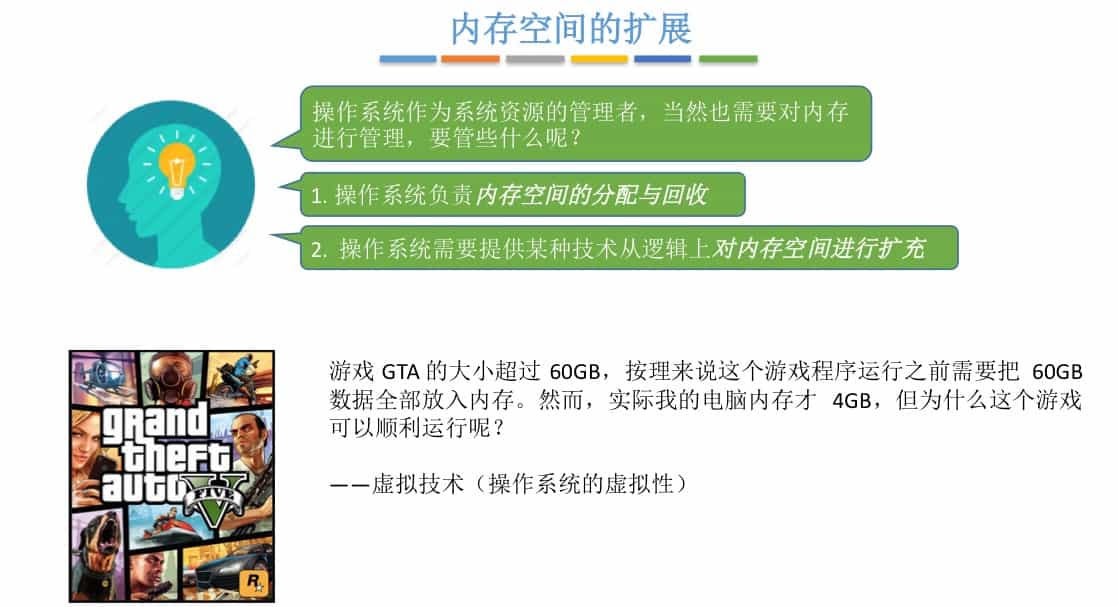 内存空间的扩展
操作系统作为系统资源的管理者，当然也需要对内存
进行管理，要管些什么呢？
1. 操作系统负责内存空间的分配与回收
2. 操作系统需要提供某种技术从逻辑上对内存空间进行扩充
游戏 GTA 的大小超过 60GB，按理来说这个游戏程序运行之前需要把 60GB
数据全部放入内存。然而，实际我的电脑内存才 4GB，但为什么这个游戏
可以顺利运行呢？
——虚拟技术（操作系统的虚拟性）
grand
theft
auto
FIVE
V
R